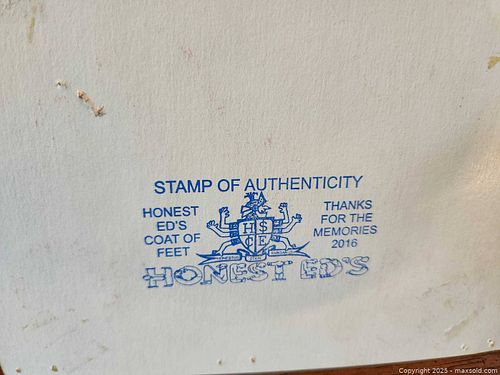 STAMP OF AUTHENTICITY
HONEST
ED'S
COAT OF
FEET
H $
¢ E
THANKS
FOR THE
MEMORIES
2016
HONEST ED'S
Copyright 2025 - maxsold.com